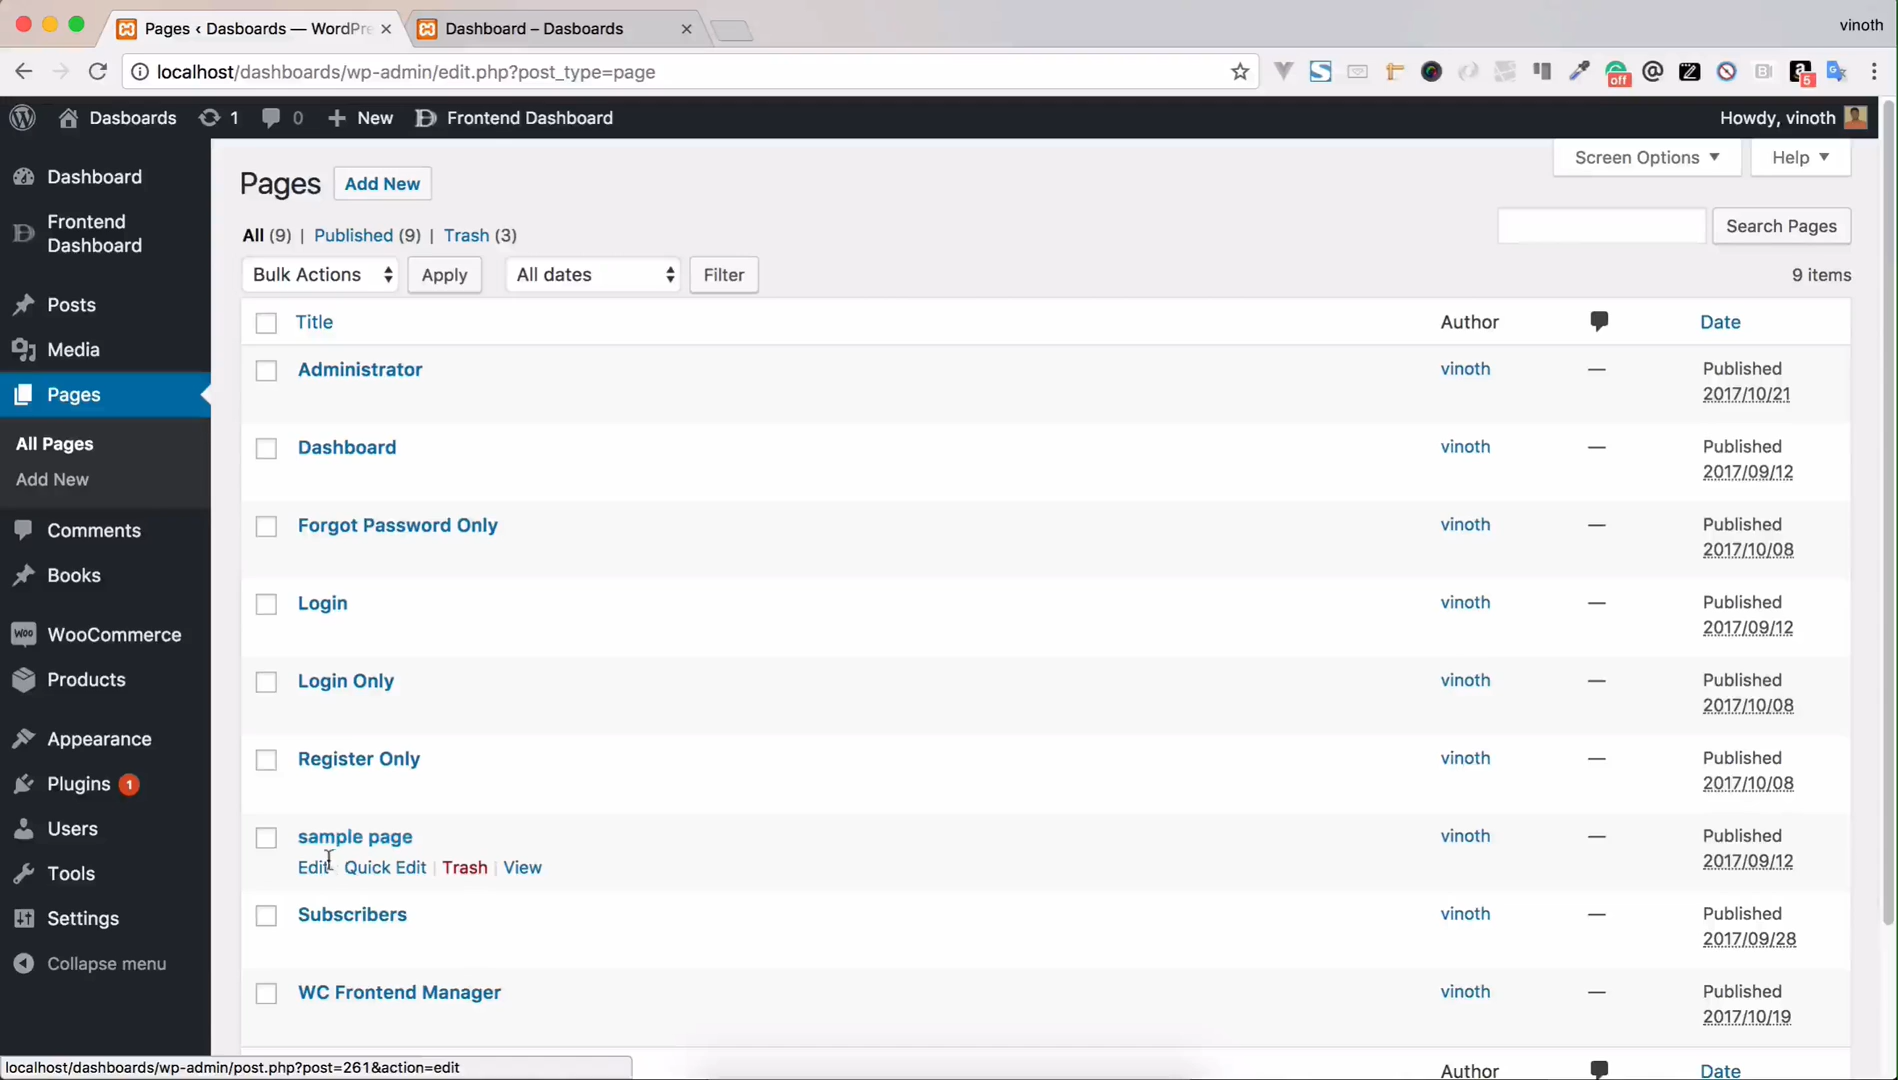 Pages ‹ Dasboards — WordPre
Dashboard – Dasboards
vinoth
localhost/dashboards/wp-admin/edit.php?post_type=page
off
5
Dasboards
1
0
New
Frontend Dashboard
Howdy, vinoth
Dashboard
Frontend
Dashboard
Posts
Media
Pages
All Pages
Add New
Comments
Books
WooCommerce
Products
Appearance
Plugins 1
Users
Tools
Settings
Collapse menu
Screen Options
Help
Pages
Add New
All (9) | Published (9) | Trash (3)
Search Pages
Bulk Actions
Apply
All dates
Filter
9 items
Title
Author
Date
Administrator
vinoth
—
Published
2017/10/21
Dashboard
vinoth
—
Published
2017/09/12
Forgot Password Only
vinoth
—
Published
2017/10/08
Login
vinoth
—
Published
2017/09/12
Login Only
vinoth
—
Published
2017/10/08
Register Only
vinoth
—
Published
2017/10/08
sample page
Edit | Quick Edit | Trash | View
vinoth
—
Published
2017/09/12
Subscribers
vinoth
—
Published
2017/09/28
WC Frontend Manager
vinoth
—
Published
2017/10/19
Author
Date
localhost/dashboards/wp-admin/post.php?post=261&action=edit